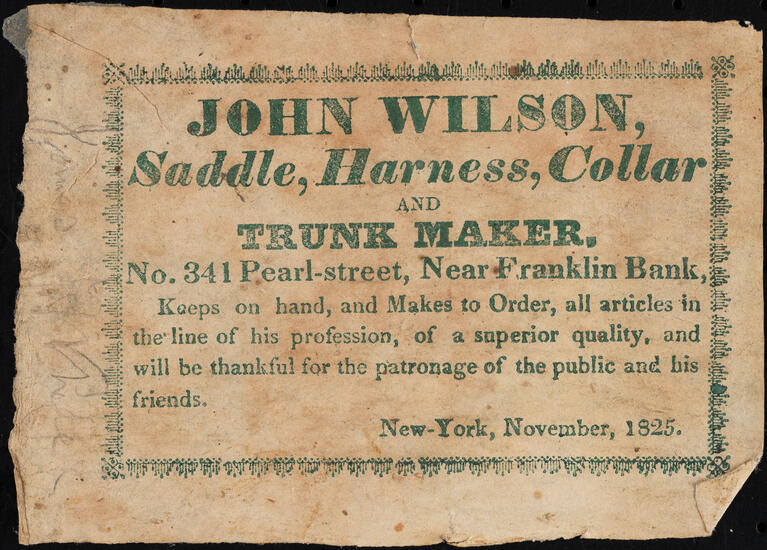 JOHN WILSON,
Saddle, Harness, Collar
AND
TRUNK MAKER,
No. 341 Pearl-street, Near Franklin Bank,
Keeps on hand, and Makes to Order, all articles in
the line of his profession, of a superior quality, and
will be thankful for the patronage of the public and his
friends.
New-York, November, 1825.